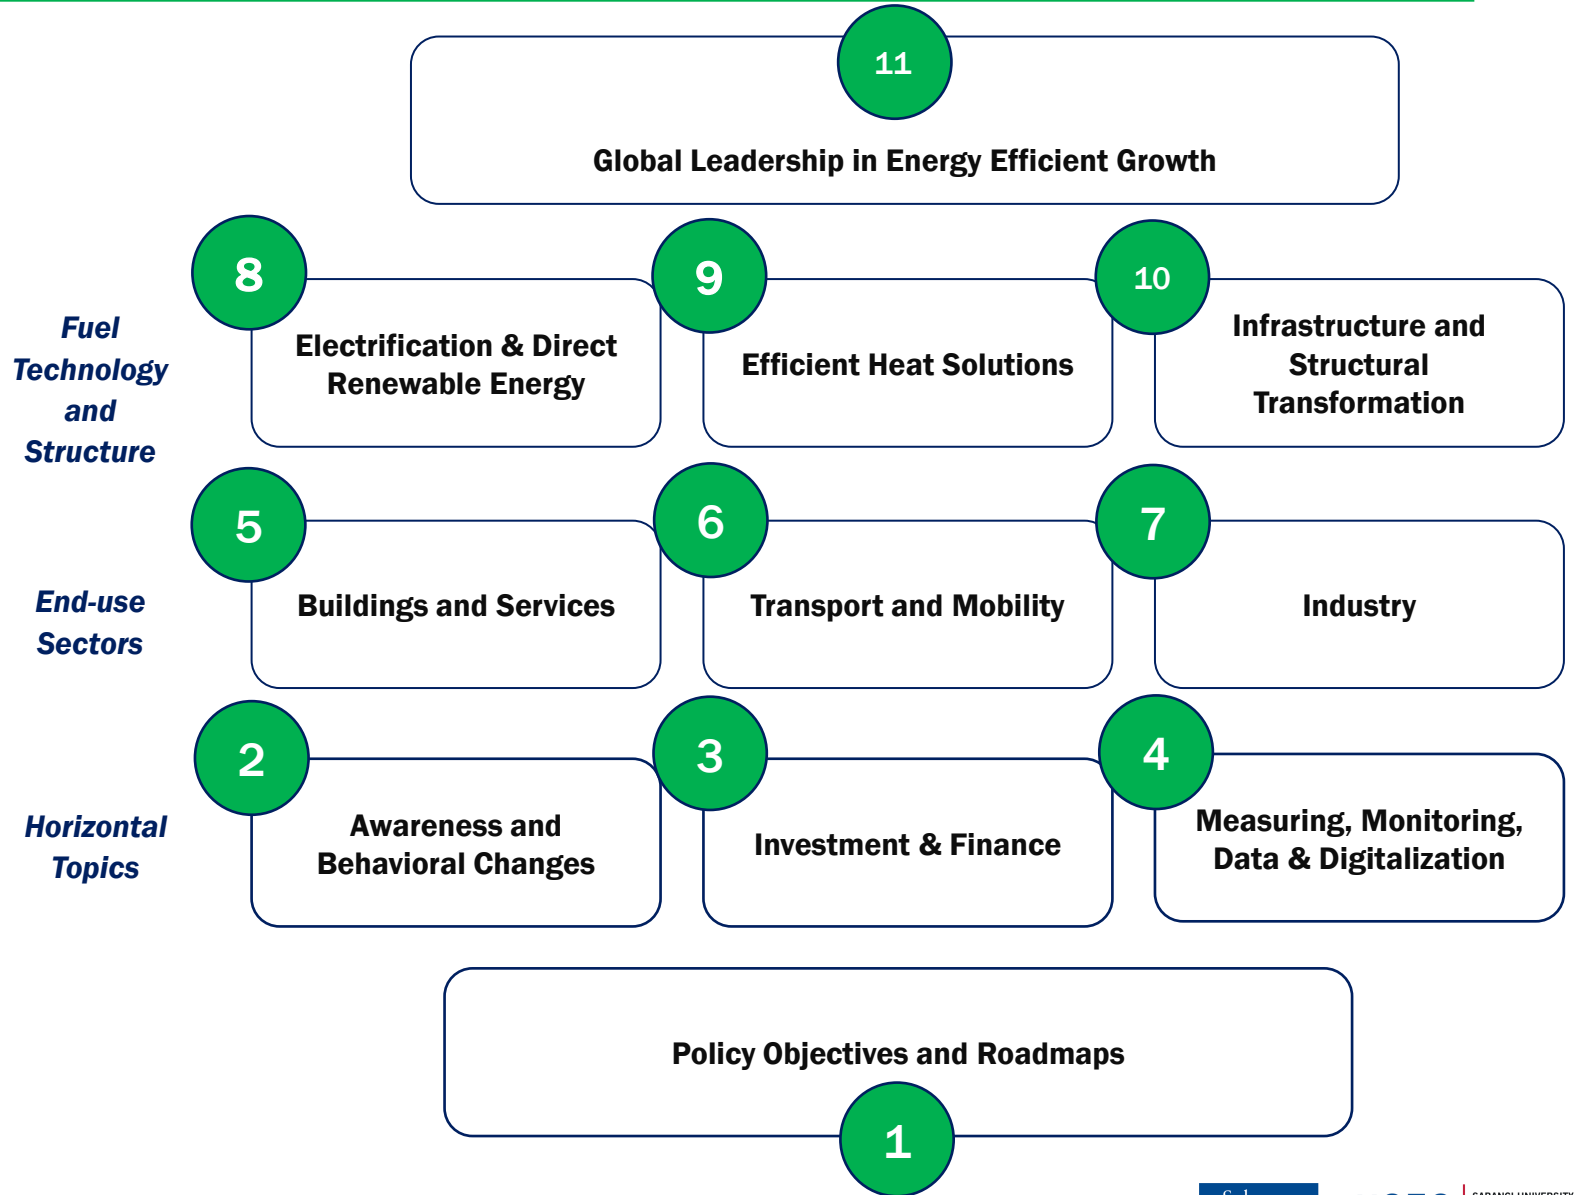 11
Global Leadership in Energy Efficient Growth
8
9
10
Fuel
Technology
and
Structure
Electrification & Direct
Renewable Energy
Efficient Heat Solutions
Infrastructure and
Structural
Transformation
5
6
7
End-use
Sectors
Buildings and Services
Transport and Mobility
Industry
2
3
4
Horizontal
Topics
Awareness and
Behavioral Changes
Investment & Finance
Measuring, Monitoring,
Data & Digitalization
Policy Objectives and Roadmaps
1
SABANCI UNIVERSITY